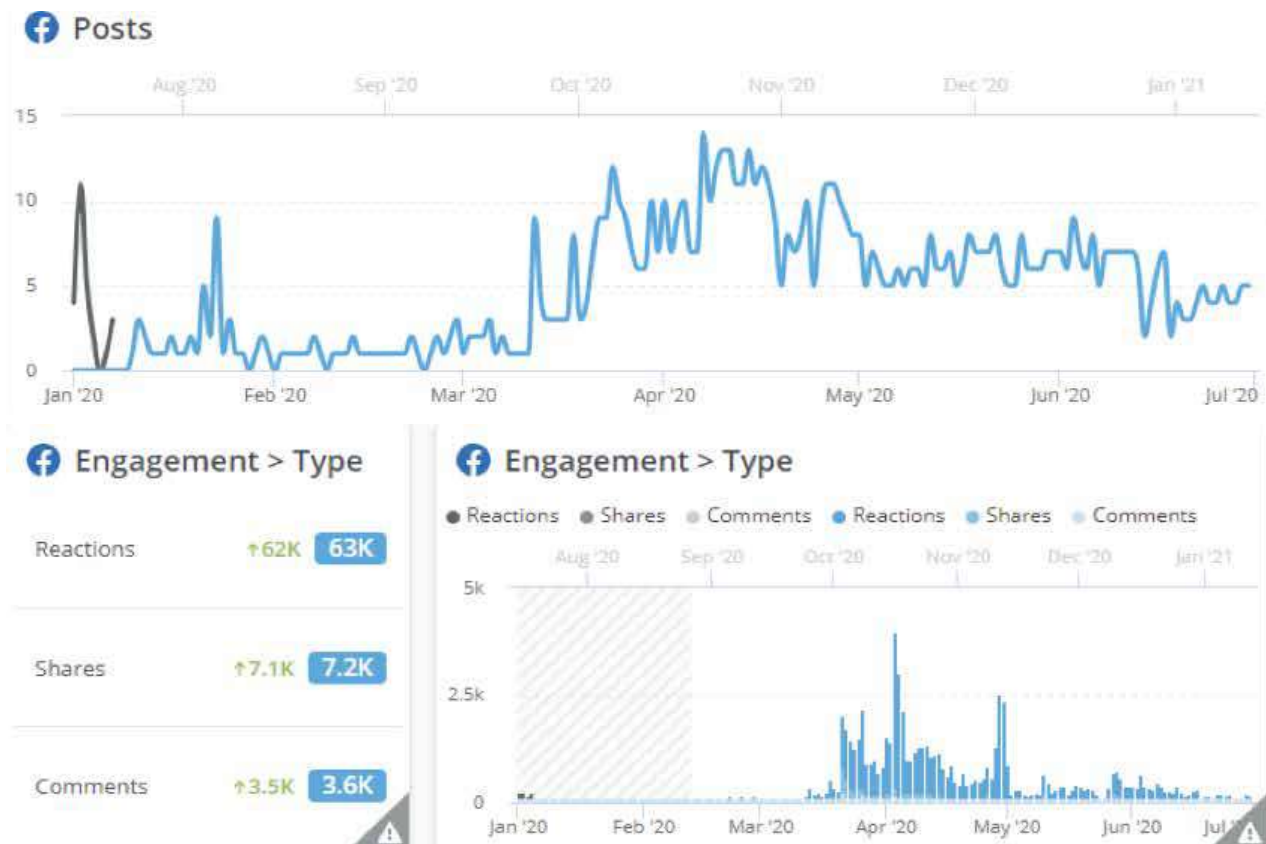 Posts
Aug '20 Sep '20 Oct '20 Nov '20 Dec '20 Jan '21
15
10
5
0
Jan '20 Feb '20 Mar '20 Apr '20 May '20 Jun '20 Jul '20
Engagement > Type
Reactions ↑62K 63K
Shares ↑7.1K 7.2K
Comments ↑3.5K 3.6K
Engagement > Type
Reactions Shares Comments Reactions Shares Comments
Aug '20 Sep '20 Oct '20 Nov '20 Dec '20 Jan '21
5k
2.5k
0
Jan '20 Feb '20 Mar '20 Apr '20 May '20 Jun '20 Jul